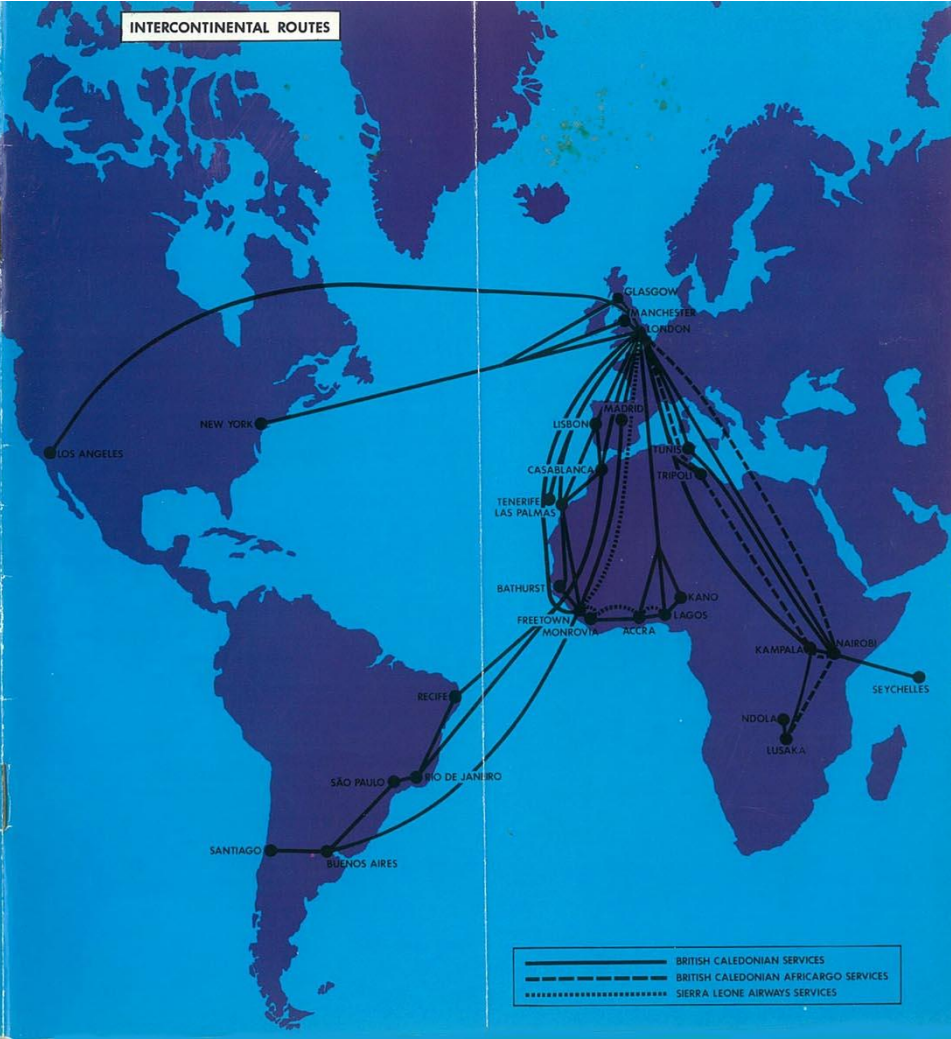 INTERCONTINENTAL ROUTES
GLASGOW
MANCHESTER
LONDON
MADRID
LISBON
NEW YORK
LOS ANGELES
TUNIS
CASABLANCA
TRIPOLI
TENERIFE
LAS PALMAS
BATHURST
KANO
FREETOWN
LAGOS
MONROVIA
ACCRA
KAMPALA
NAIROBI
SEYCHELLES
RECIFE
NDOLA
LUSAKA
RIO DE JANEIRO
SÃO PAULO
SANTIAGO
BUENOS AIRES
BRITISH CALEDONIAN SERVICES
BRITISH CALEDONIAN AFRICARGO SERVICES
SIERRA LEONE AIRWAYS SERVICES